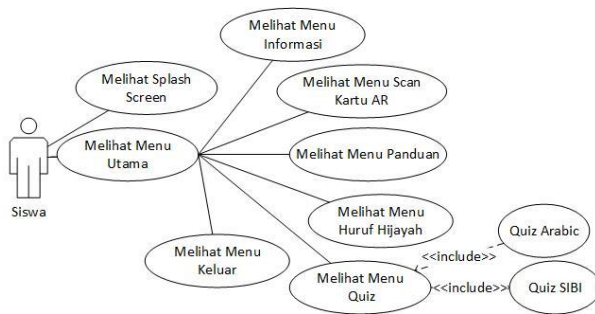 Melihat Menu
Informasi
Melihat Splash
Screen
Melihat Menu Scan
Kartu AR
Melihat Menu
Utama
Melihat Menu Panduan
Siswa
Melihat Menu
Huruf Hijayah
Quiz Arabic
Melihat Menu
Keluar
<<include>>
Melihat Menu
Quiz
<<include>>
Quiz SIBI